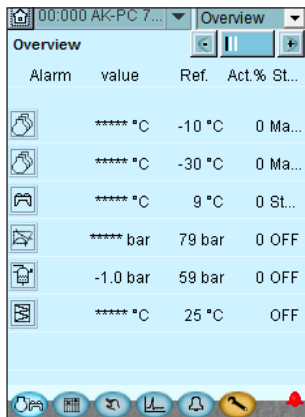 00:000 AK-PC 7... Overview
Overview
Alarm value Ref. Act.% St...
***** °C -10 °C 0 Ma...
***** °C -30 °C 0 Ma...
***** °C 9 °C 0 St...
***** bar 79 bar 0 OFF
-1.0 bar 59 bar 0 OFF
***** °C 25 °C OFF